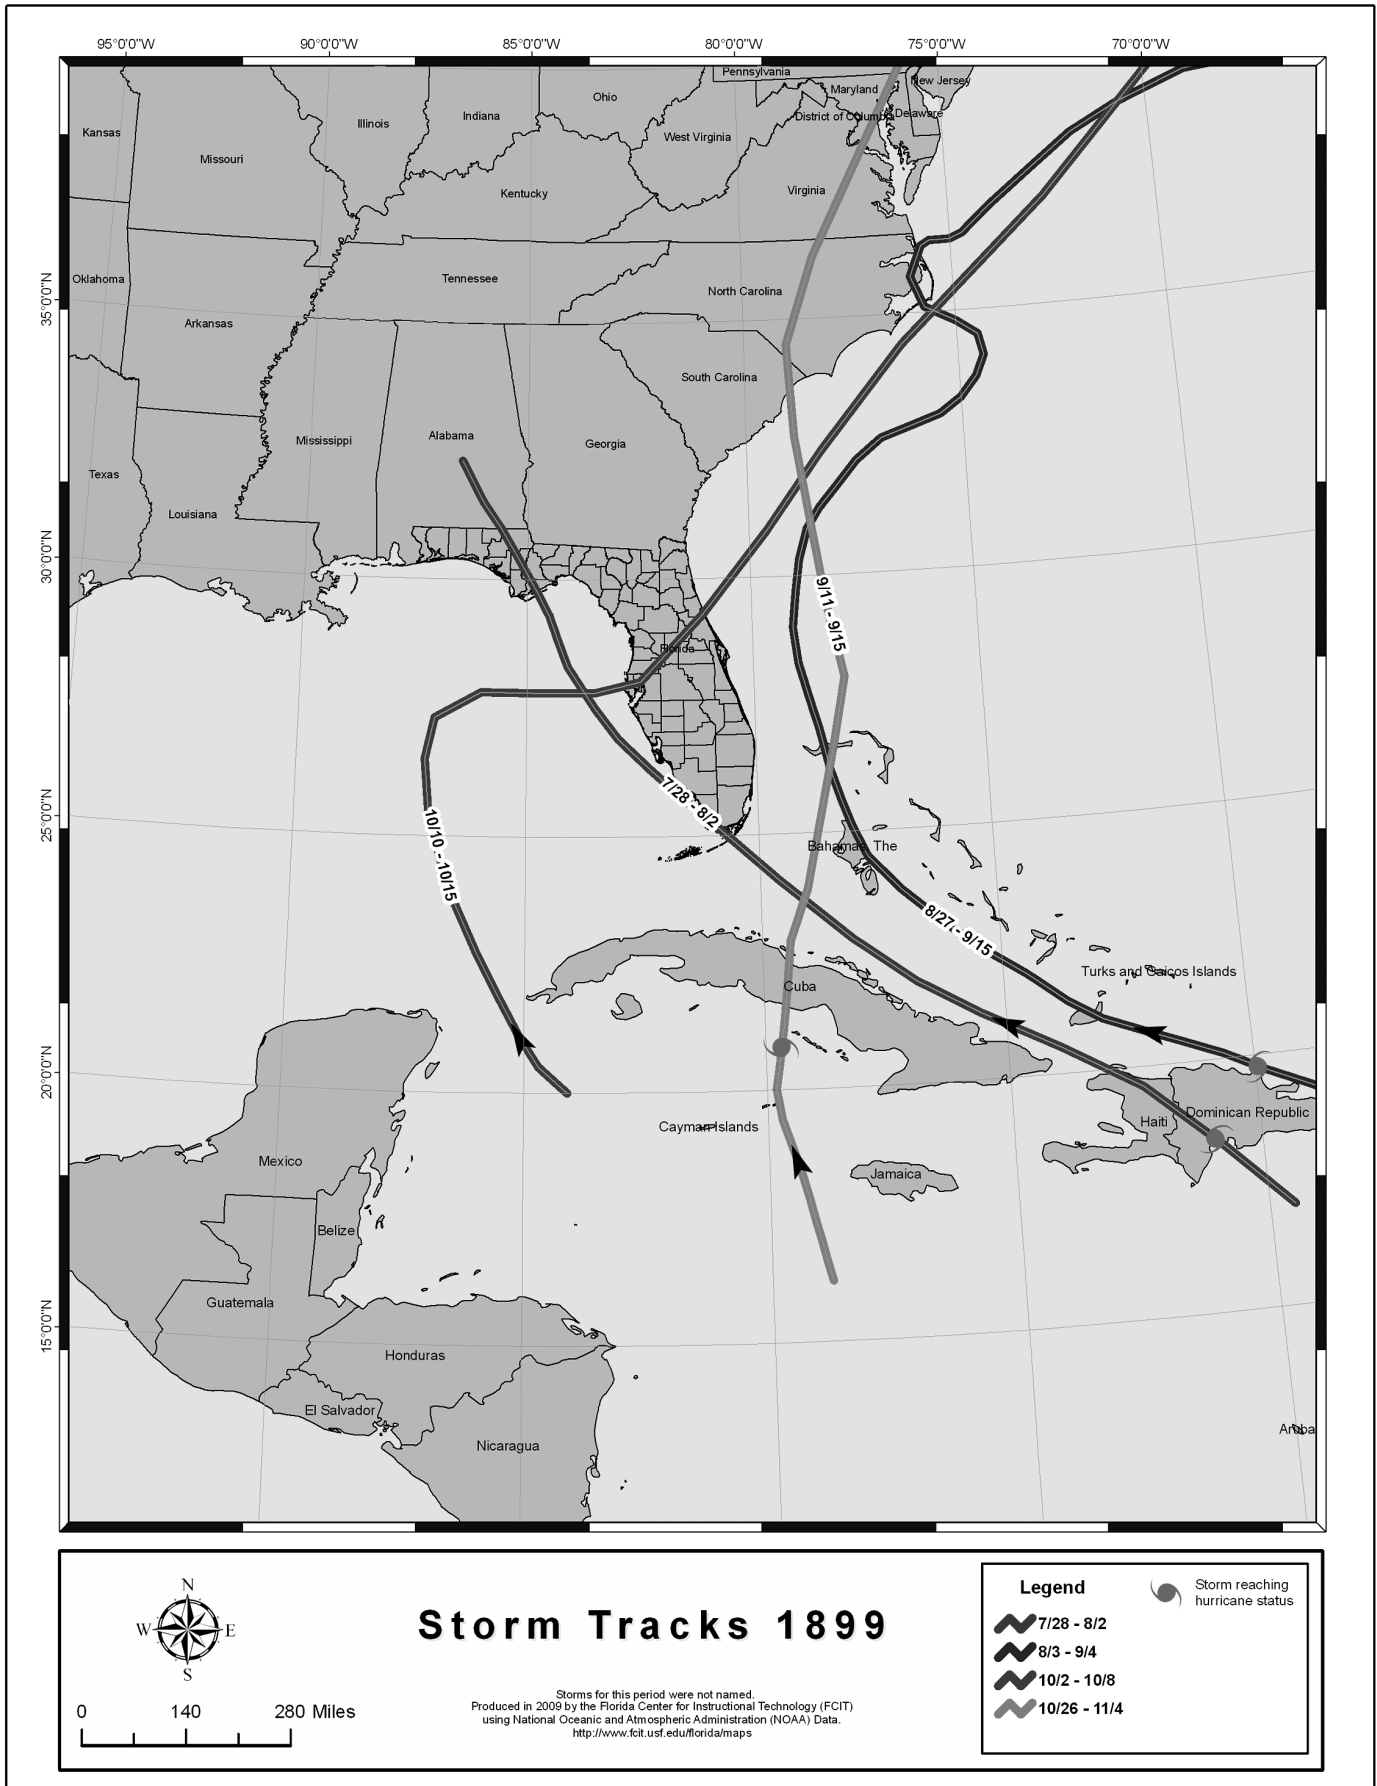 95°0'0"W
90°0'0"W
85°0'0"W
80°0'0"W
75°0'0"W
70°0'0"W
Pennsylvania
New Jersey
Ohio
Maryland
Indiana
Illinois
District of Columbia
Delaware
Kansas
West Virginia
Missouri
Kentucky
Virginia
Oklahoma
Tennessee
North Carolina
35°0'0"N
Arkansas
South Carolina
Mississippi
Alabama
Georgia
Texas
Louisiana
30°0'0"N
9/11 - 9/15
Florida
7/28 - 8/2
25°0'0"N
10/10 - 10/15
Bahamas, The
8/27 - 9/15
Turks and Caicos Islands
Cuba
20°0'0"N
Dominican Republic
Haiti
Cayman Islands
Mexico
Jamaica
Belize
Guatemala
15°0'0"N
Honduras
El Salvador
Aruba
Nicaragua
N
W
E
S
0
140
280 Miles
Storm Tracks 1899
Storms for this period were not named.
Produced in 2009 by the Florida Center for Instructional Technology (FCIT)
using National Oceanic and Atmospheric Administration (NOAA) Data.
http://www.fcit.usf.edu/florida/maps
Legend
7/28 - 8/2
8/3 - 9/4
10/2 - 10/8
10/26 - 11/4
Storm reaching
hurricane status